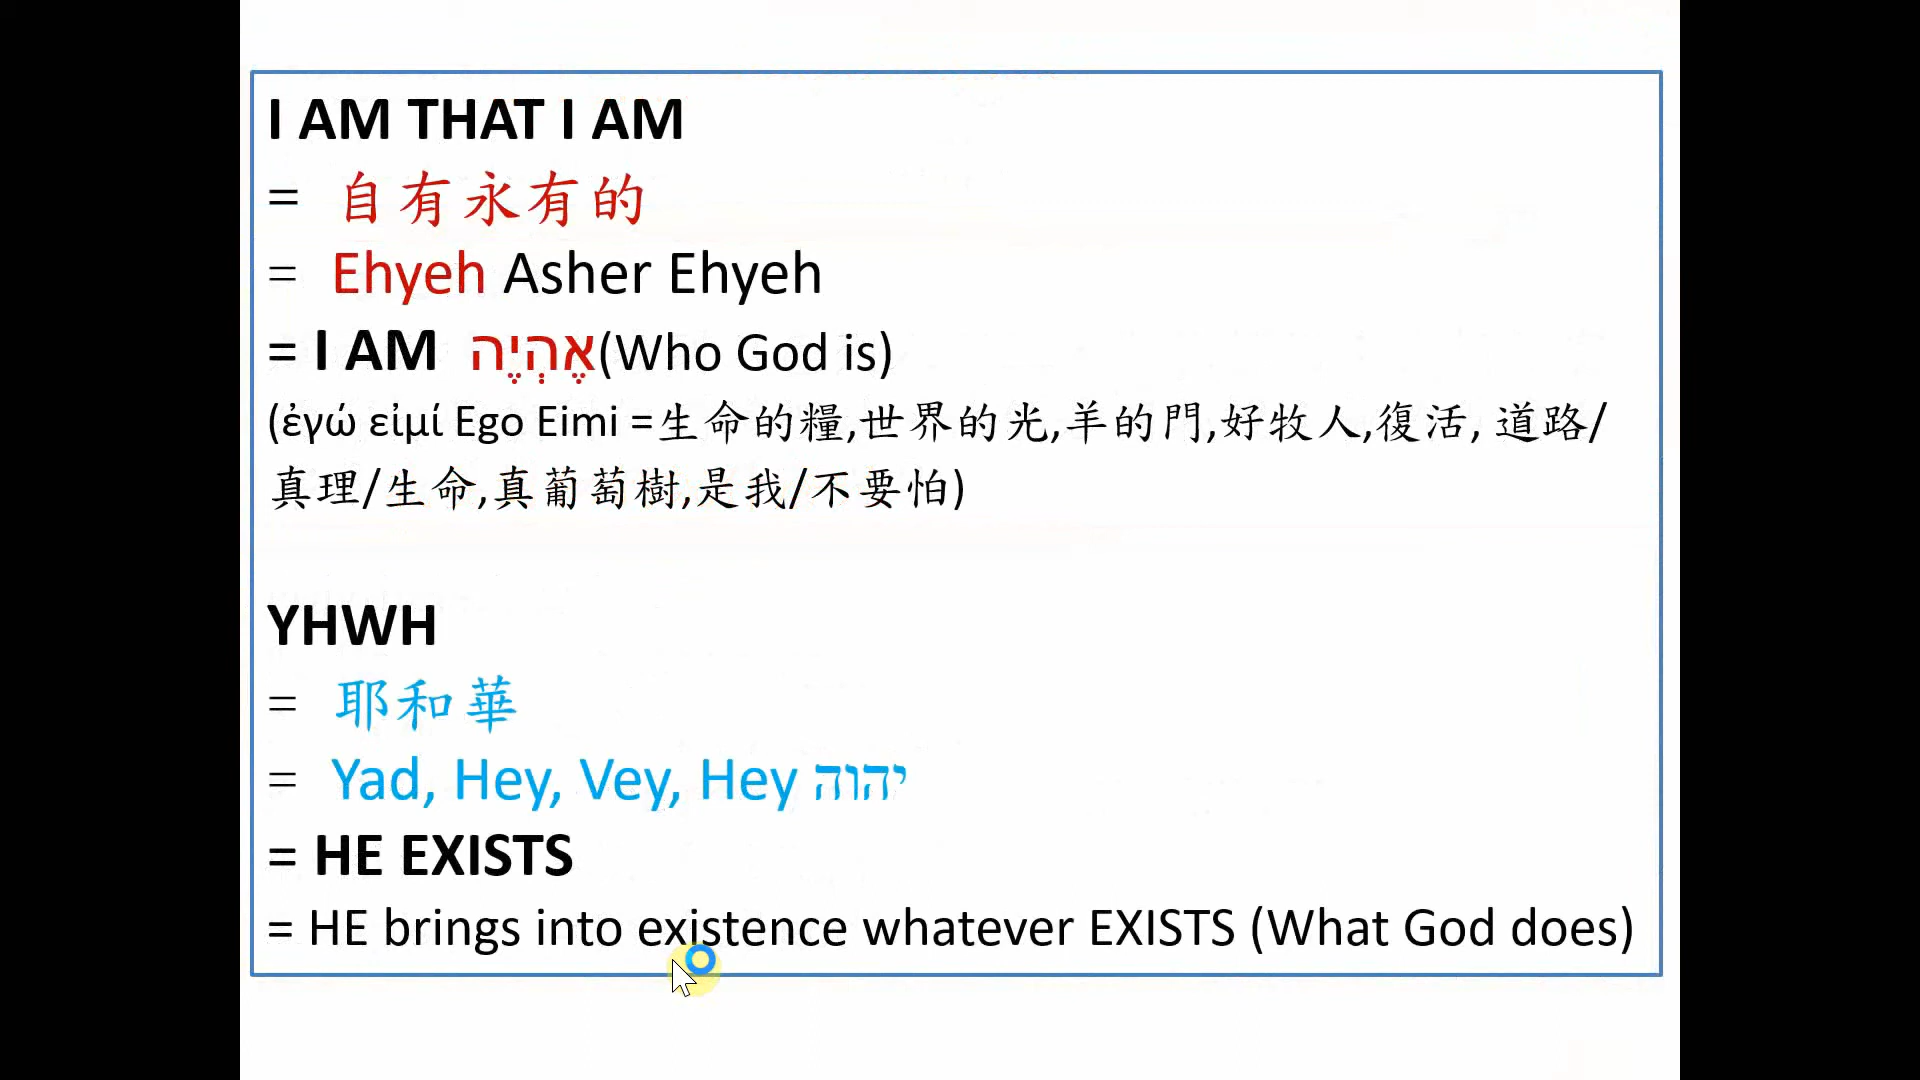 I AM THAT I AM
= 自有永有的
= Ehyeh Asher Ehyeh
= I AM אֶהְיֶה(Who God is)
(ἐγώ εἰμί Ego Eimi =生命的糧,世界的光,羊的門,好牧人,復活, 道路/
真理/生命,真葡萄樹,是我/不要怕)
YHWH
= 耶和華
= Yad, Hey, Vey, Hey יהוה
= HE EXISTS
= HE brings into existence whatever EXISTS (What God does)